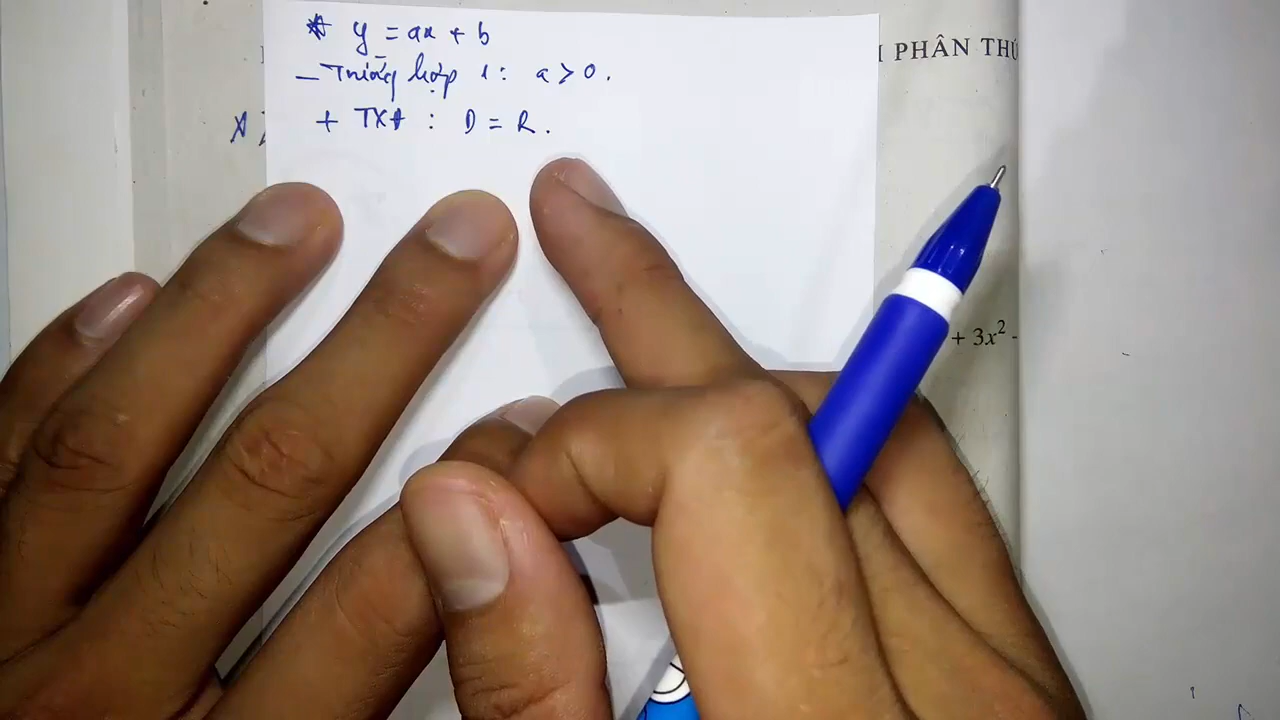 * y = ax + b
- Trường hợp 1: a > 0.
+ TXĐ: D = R.
PHÂN THỨ
+ 3x² -